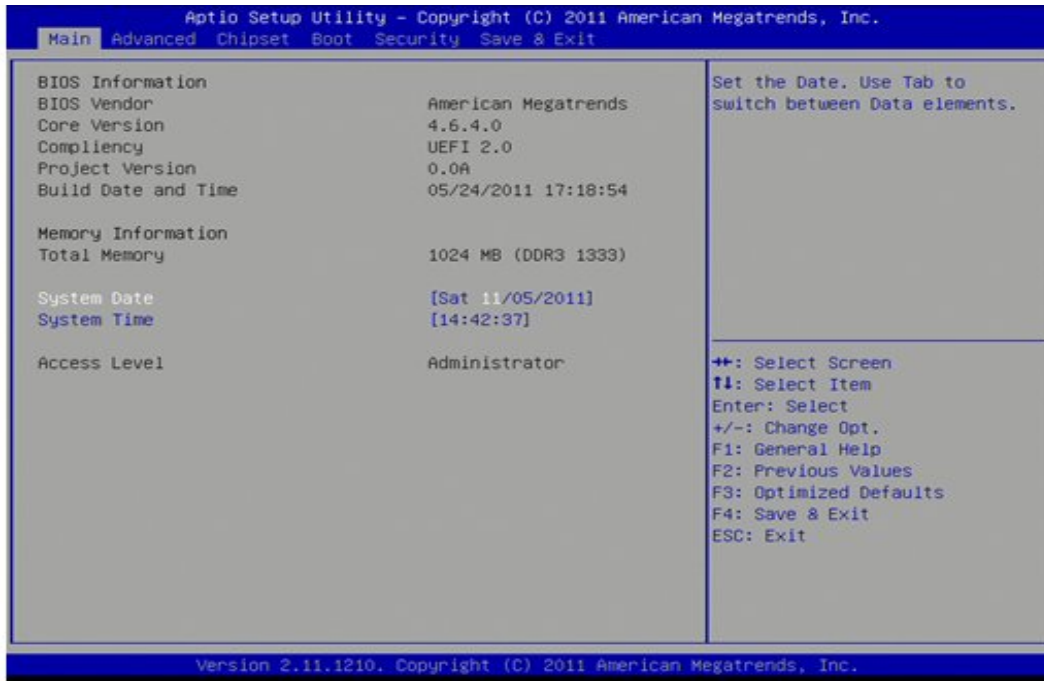 Aptio Setup Utility – Copyright (C) 2011 American Megatrends, Inc.
Main Advanced Chipset Boot Security Save & Exit
BIOS Information
BIOS Vendor American Megatrends
Core Version 4.6.4.0
Compliency UEFI 2.0
Project Version 0.0A
Build Date and Time 05/24/2011 17:18:54
Memory Information
Total Memory 1024 MB (DDR3 1333)
System Date [Sat 11/05/2011]
System Time [14:42:37]
Access Level Administrator
Set the Date. Use Tab to
switch between Data elements.
→←: Select Screen
↑↓: Select Item
Enter: Select
+/-: Change Opt.
F1: General Help
F2: Previous Values
F3: Optimized Defaults
F4: Save & Exit
ESC: Exit
Version 2.11.1210. Copyright (C) 2011 American Megatrends, Inc.